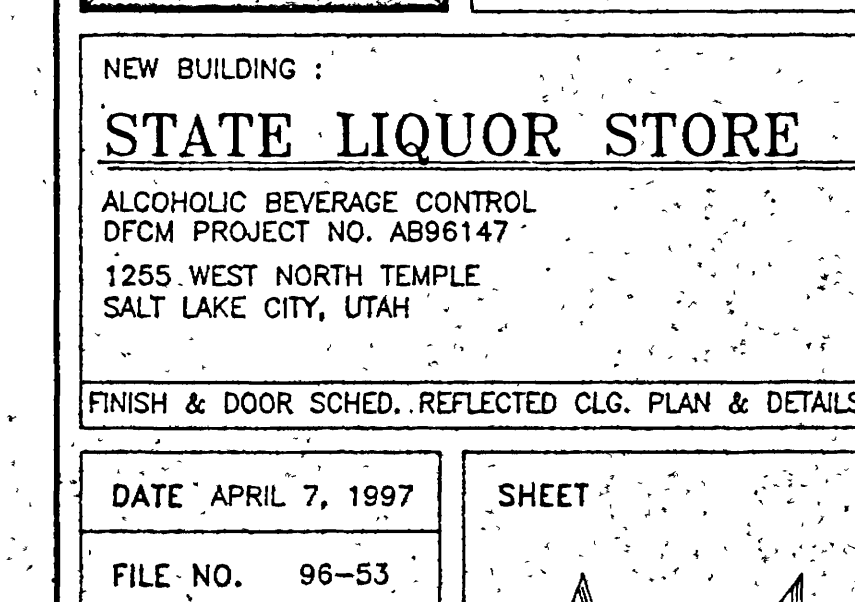 NEW BUILDING :
STATE LIQUOR STORE
ALCOHOLIC BEVERAGE CONTROL
DFCM PROJECT NO. AB96147
1255 WEST NORTH TEMPLE
SALT LAKE CITY, UTAH
FINISH & DOOR SCHED. REFLECTED CLG. PLAN & DETAILS
DATE APRIL 7, 1997
SHEET
FILE NO. 96-53